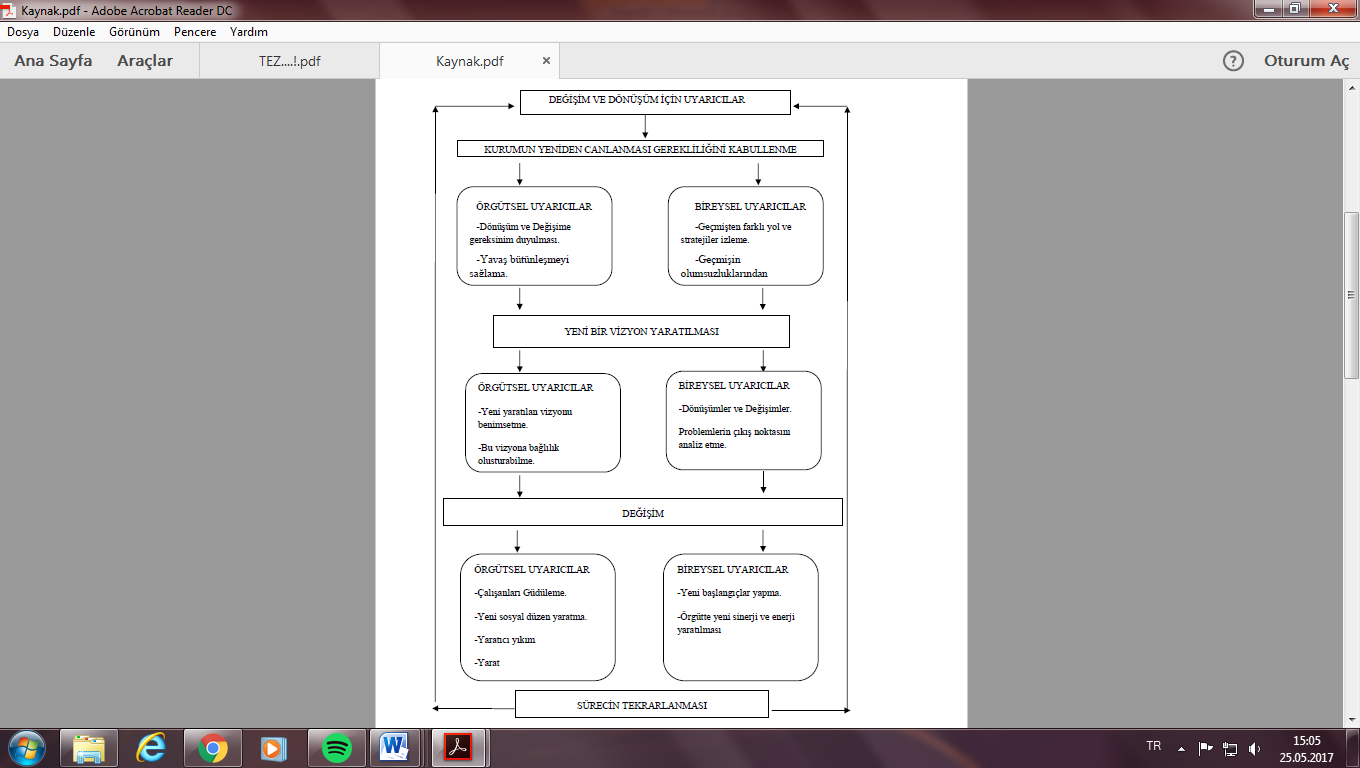 Kaynak.pdf - Adobe Acrobat Reader DC
Dosya Düzenle Görünüm Pencere Yardım
Ana Sayfa Araçlar TEZ....!.pdf Kaynak.pdf × ? Oturum Aç
DEĞİŞİM VE DÖNÜŞÜM İÇİN UYARICILAR
KURUMUN YENİDEN CANLANMASI GEREKLİLİĞİNİ KABULLENME
ÖRGÜTSEL UYARICILAR
-Dönüşüm ve Değişime
gereksinim duyulması.
-Yavaş bütünleşmeyi
sağlama.
BİREYSEL UYARICILAR
-Geçmişten farklı yol ve
stratejiler izleme.
-Geçmişin
olumsuzluklarından
YENİ BİR VİZYON YARATILMASI
ÖRGÜTSEL UYARICILAR
-Yeni yaratılan vizyonu
benimsetme.
-Bu vizyona bağlılık
olusturabilme.
BİREYSEL UYARICILAR
-Dönüşümler ve Değişimler.
Problemlerin çıkış noktasını
analiz etme.
DEĞİŞİM
ÖRGÜTSEL UYARICILAR
-Çalışanları Güdüleme.
-Yeni sosyal düzen yaratma.
-Yaratıcı yıkım
-Yarat
BİREYSEL UYARICILAR
-Yeni başlangıçlar yapma.
-Örgütte yeni sinerji ve enerji
yaratılması
SÜRECİN TEKRARLANMASI
TR 15:05
25.05.2017